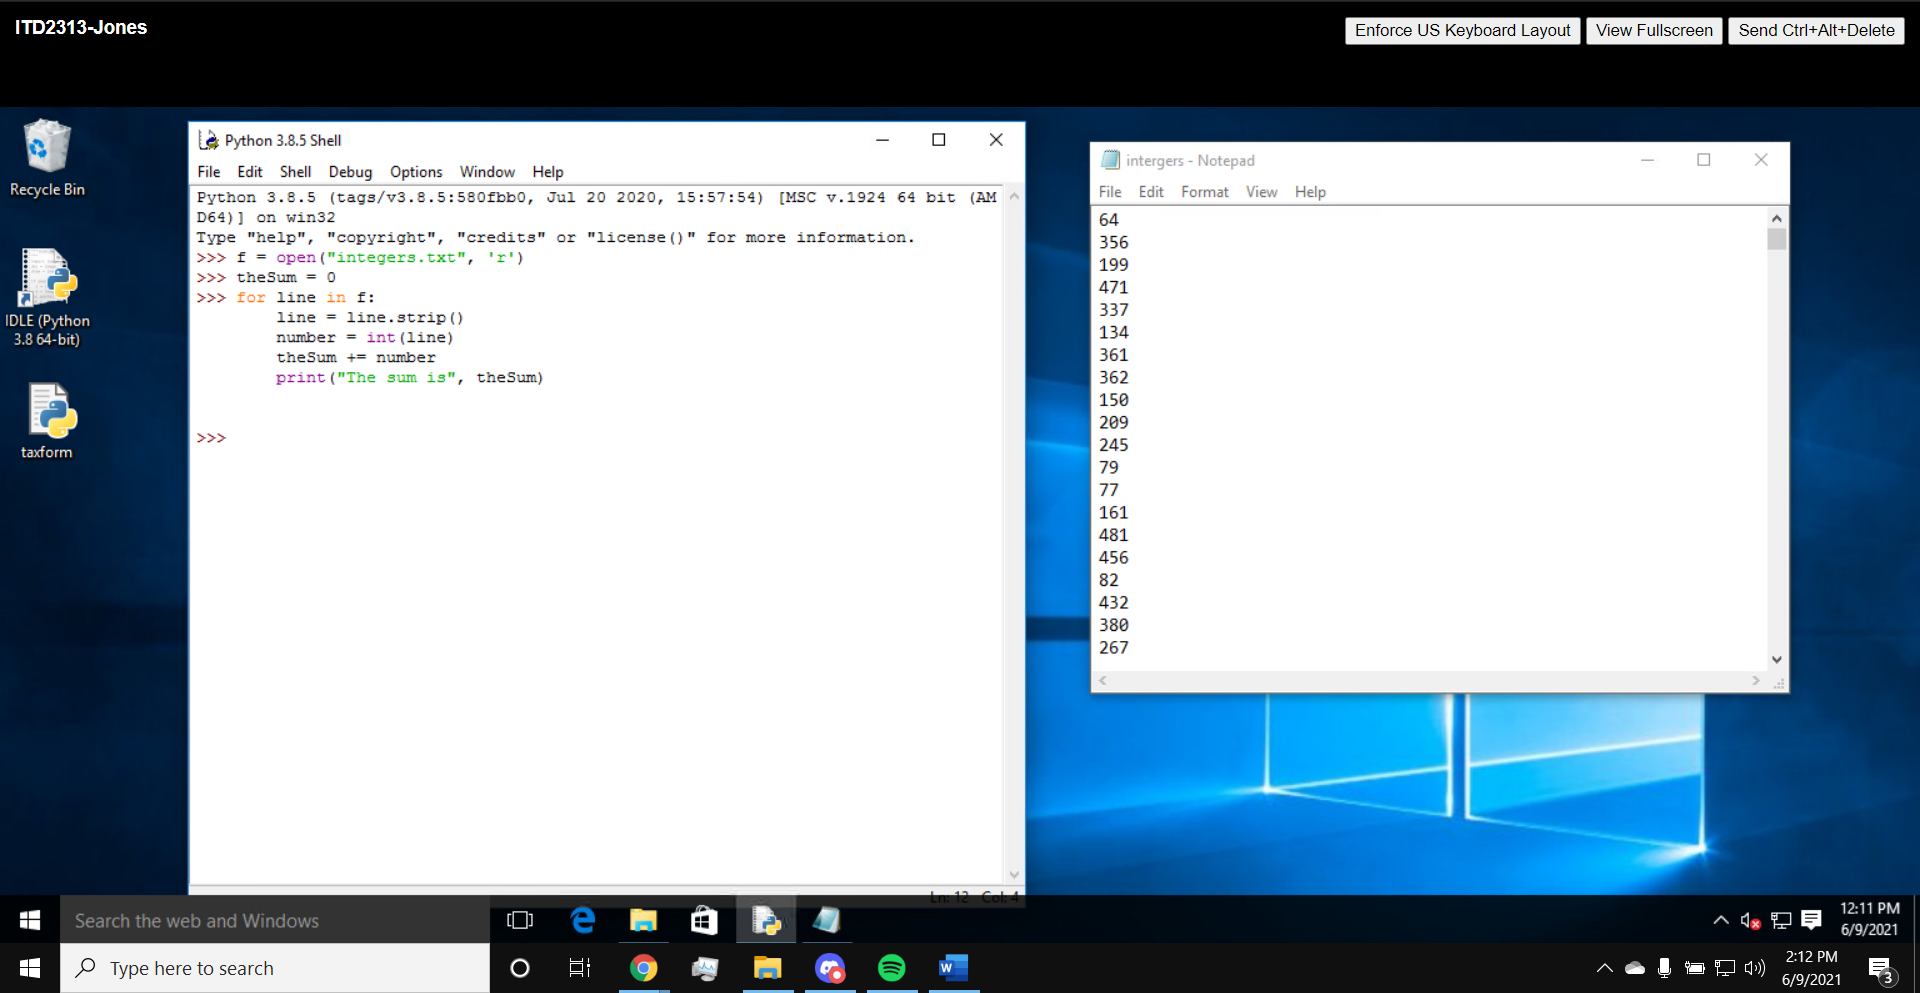 ITD2313-Jones
Enforce US Keyboard Layout
View Fullscreen
Send Ctrl+Alt+Delete
Recycle Bin
IDLE (Python
3.8 64-bit)
taxform
Python 3.8.5 Shell
File Edit Shell Debug Options Window Help
Python 3.8.5 (tags/v3.8.5:580fbb0, Jul 20 2020, 15:57:54) [MSC v.1924 64 bit (AM
D64)] on win32
Type "help", "copyright", "credits" or "license()" for more information.
>>> f = open("integers.txt", 'r')
>>> theSum = 0
>>> for line in f:
        line = line.strip()
        number = int(line)
        theSum += number
        print("The sum is", theSum)
>>>
Ln: 12 Col: 4
intergers - Notepad
File Edit Format View Help
64
356
199
471
337
134
361
362
150
209
245
79
77
161
481
456
82
432
380
267
Search the web and Windows
12:11 PM
6/9/2021
Type here to search
2:12 PM
6/9/2021
3